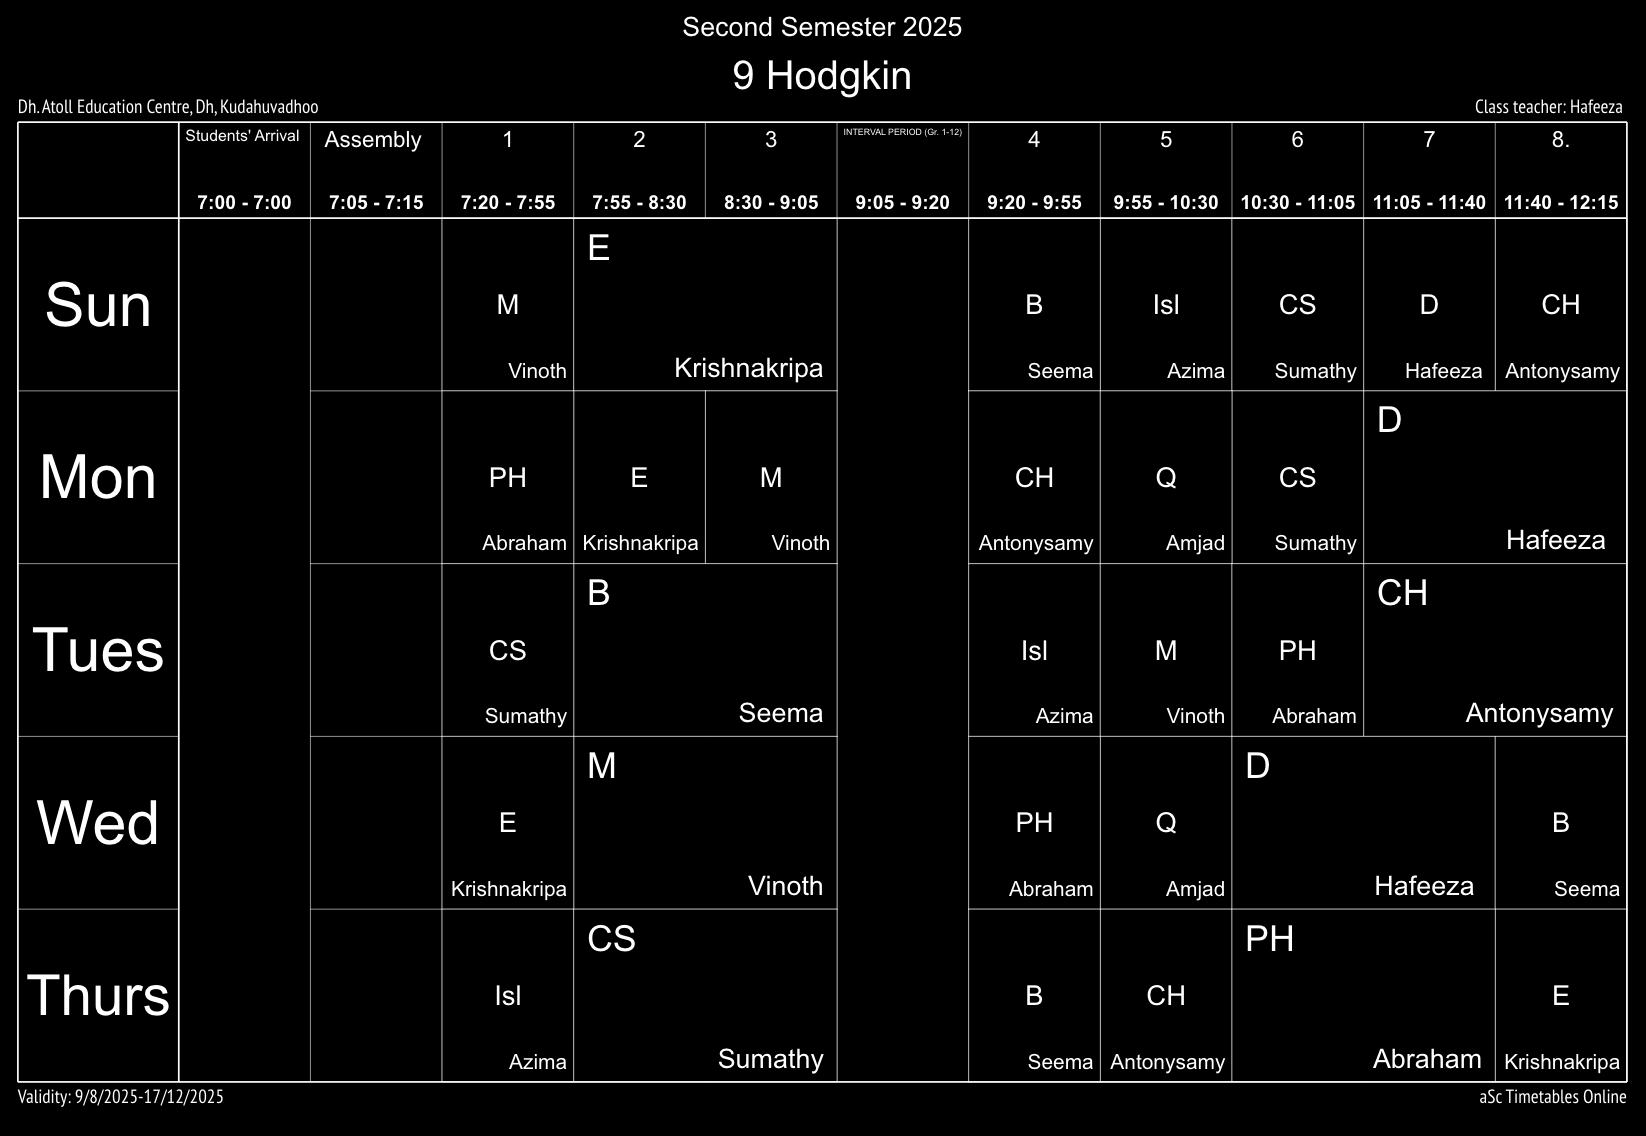 Second Semester 2025
9 Hodgkin
Dh. Atoll Education Centre, Dh, Kudahuvadhoo Class teacher: Hafeeza
Students' Arrival Assembly 1 2 3 INTERVAL PERIOD (Gr. 1-12) 4 5 6 7 8.
7:00 - 7:00 7:05 - 7:15 7:20 - 7:55 7:55 - 8:30 8:30 - 9:05 9:05 - 9:20 9:20 - 9:55 9:55 - 10:30 10:30 - 11:05 11:05 - 11:40 11:40 - 12:15
E
Sun M B Isl CS D CH
Vinoth Krishnakripa Seema Azima Sumathy Hafeeza Antonysamy
D
Mon PH E M CH Q CS
Abraham Krishnakripa Vinoth Antonysamy Amjad Sumathy Hafeeza
B CH
Tues CS Isl M PH
Sumathy Seema Azima Vinoth Abraham Antonysamy
M D
Wed E PH Q B
Krishnakripa Vinoth Abraham Amjad Hafeeza Seema
CS PH
Thurs Isl B CH E
Azima Sumathy Seema Antonysamy Abraham Krishnakripa
Validity: 9/8/2025-17/12/2025 aSc Timetables Online